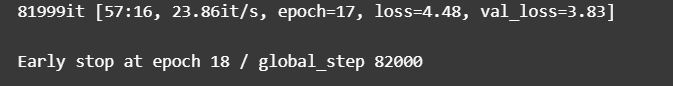 81999it [57:16, 23.86it/s, epoch=17, loss=4.48, val_loss=3.83]
Early stop at epoch 18 / global_step 82000